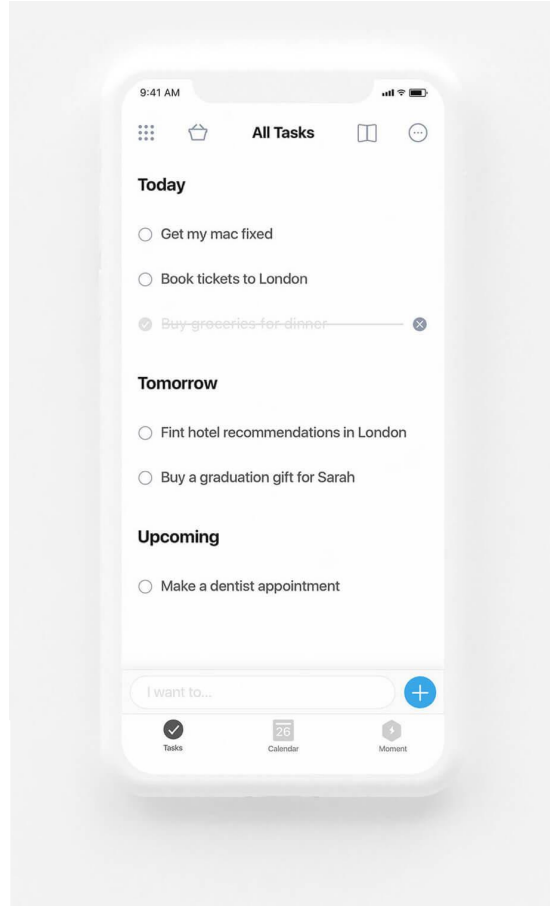 9:41 AM
All Tasks
Today
Get my mac fixed
Book tickets to London
Buy groceries for dinner
Tomorrow
Fint hotel recommendations in London
Buy a graduation gift for Sarah
Upcoming
Make a dentist appointment
I want to...
26
Tasks
Calendar
Moment